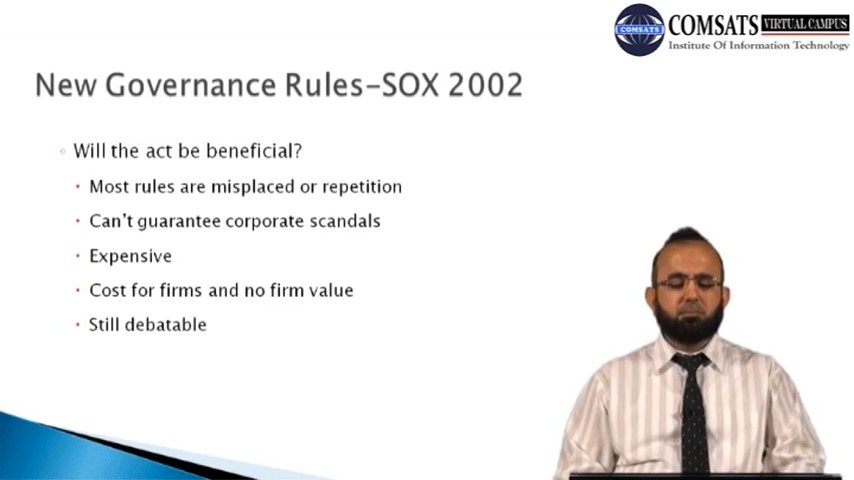 COMSATS VIRTUAL CAMPUS
COMSATS
Institute Of Information Technology
New Governance Rules-SOX 2002
Will the act be beneficial?
Most rules are misplaced or repetition
Can't guarantee corporate scandals
Expensive
Cost for firms and no firm value
Still debatable